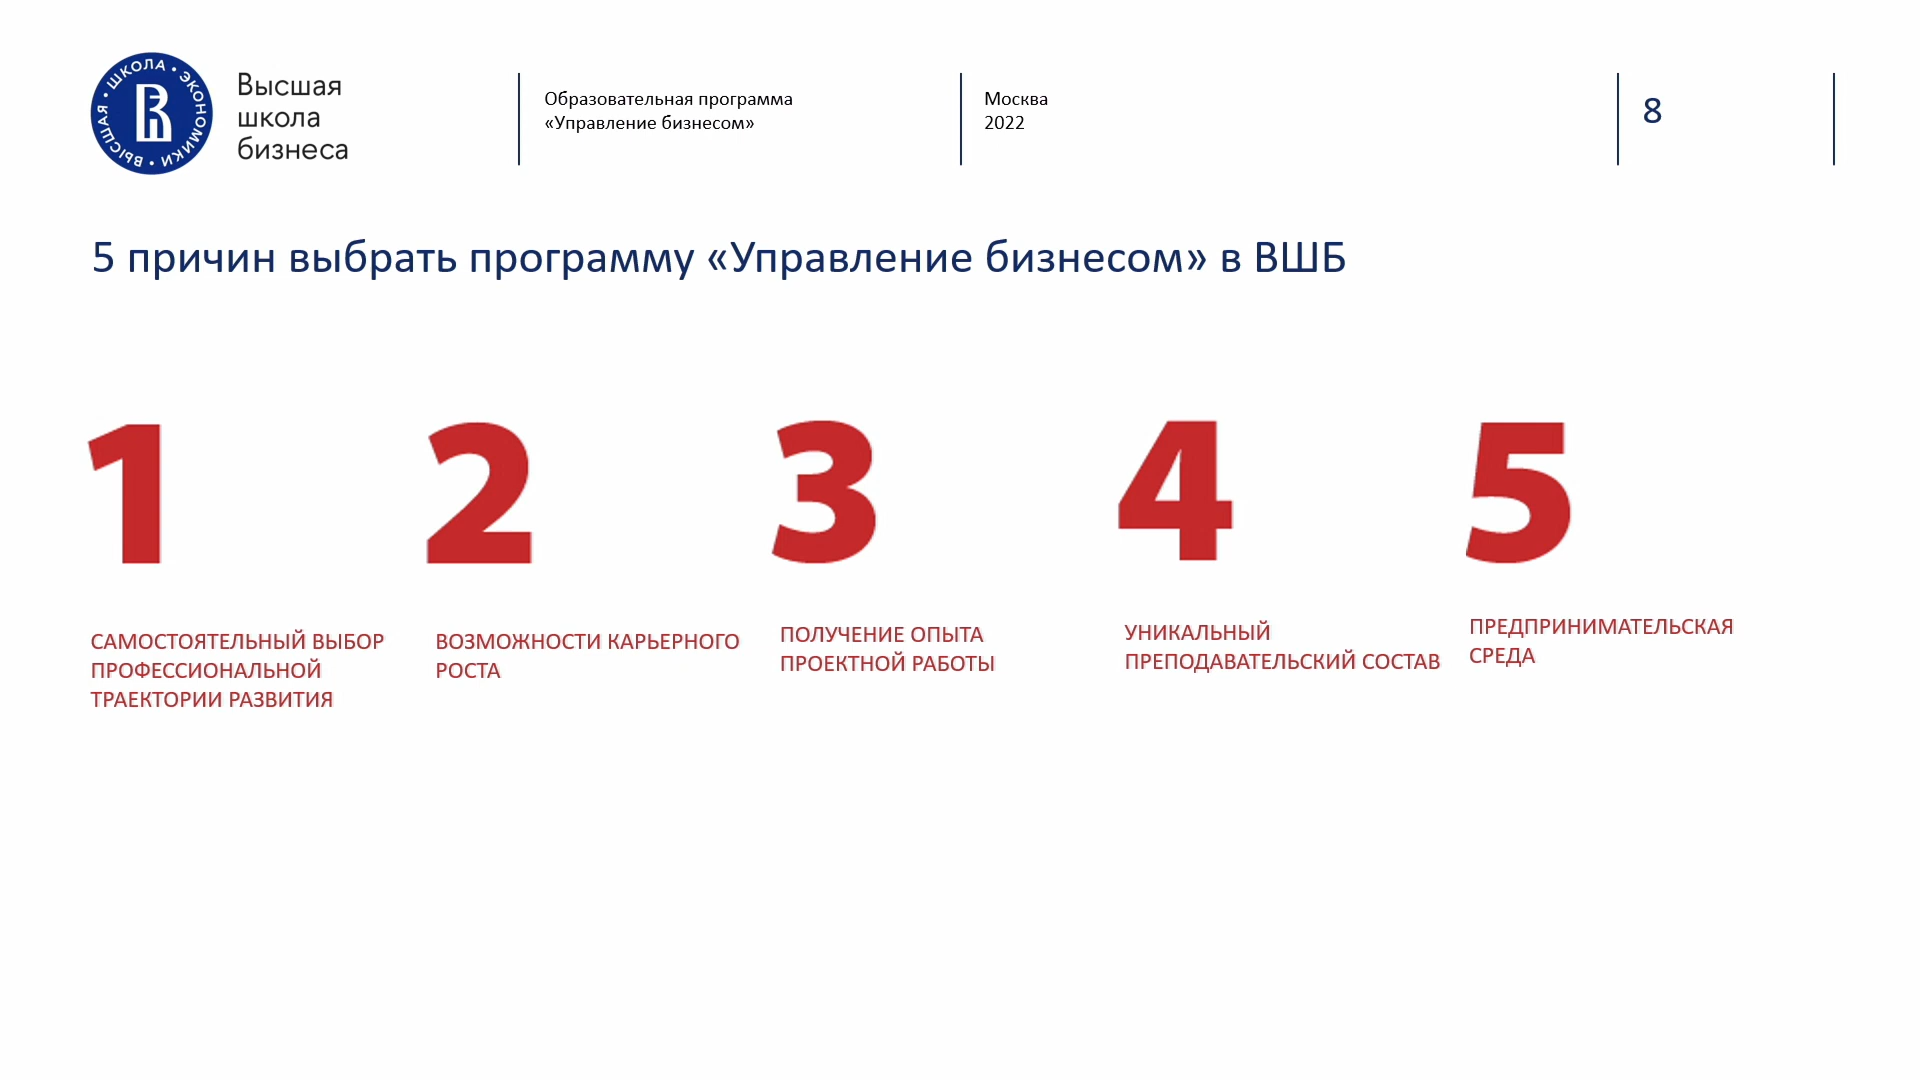 ВЫСШАЯ • ШКОЛА • ЭКОНОМИКИ •
Высшая
школа
бизнеса
Образовательная программа
«Управление бизнесом»
Москва
2022
8
5 причин выбрать программу «Управление бизнесом» в ВШБ
1
САМОСТОЯТЕЛЬНЫЙ ВЫБОР
ПРОФЕССИОНАЛЬНОЙ
ТРАЕКТОРИИ РАЗВИТИЯ
2
ВОЗМОЖНОСТИ КАРЬЕРНОГО
РОСТА
3
ПОЛУЧЕНИЕ ОПЫТА
ПРОЕКТНОЙ РАБОТЫ
4
УНИКАЛЬНЫЙ
ПРЕПОДАВАТЕЛЬСКИЙ СОСТАВ
5
ПРЕДПРИНИМАТЕЛЬСКАЯ
СРЕДА